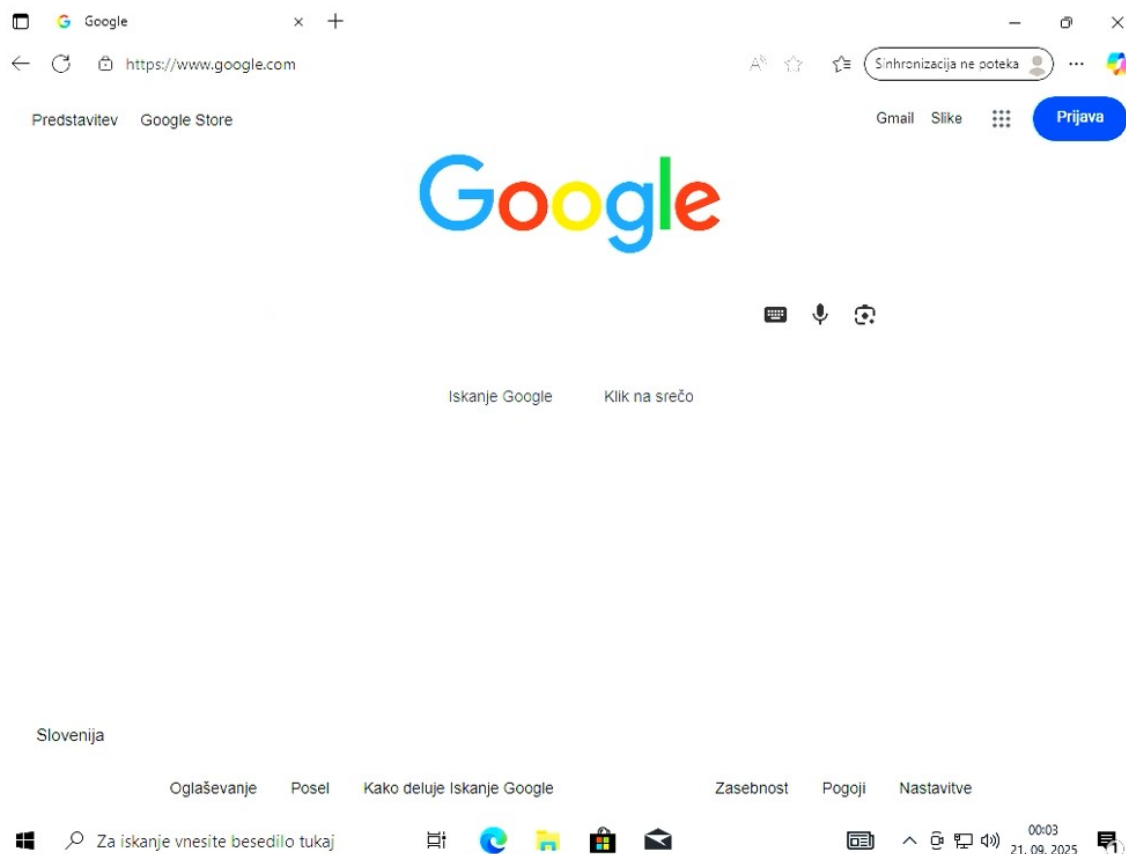 Google
https://www.google.com
Sinhronizacija ne poteka
Predstavitev Google Store
Gmail Slike Prijava
Google
Iskanje Google Klik na srečo
Slovenija
Oglaševanje Posel Kako deluje Iskanje Google Zasebnost Pogoji Nastavitve
Za iskanje vnesite besedilo tukaj
00:03
21. 09. 2025
1